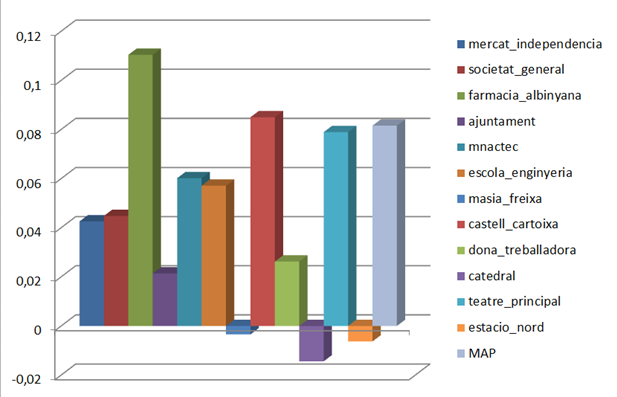 0,12
0,1
0,08
0,06
0,04
0,02
0
-0,02
mercat_independencia
societat_general
farmacia_albinyana
ajuntament
mnactec
escola_enginyeria
masia_freixa
castell_cartoixa
dona_treballadora
catedral
teatre_principal
estacio_nord
MAP